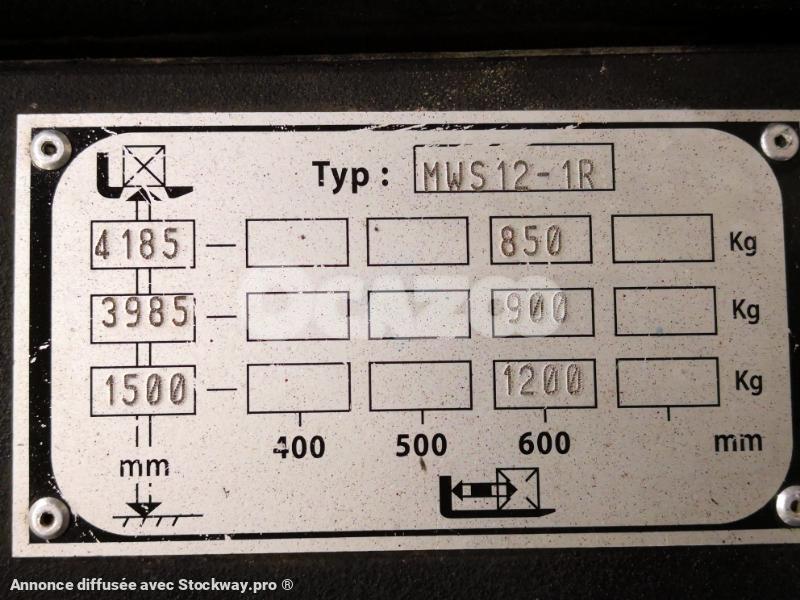 Typ : MWS12-1R
4185 850 Kg
3985 900 Kg
1500 1200 Kg
400 500 600 mm
mm
OCAZOO
Annonce diffusée avec Stockway.pro ®